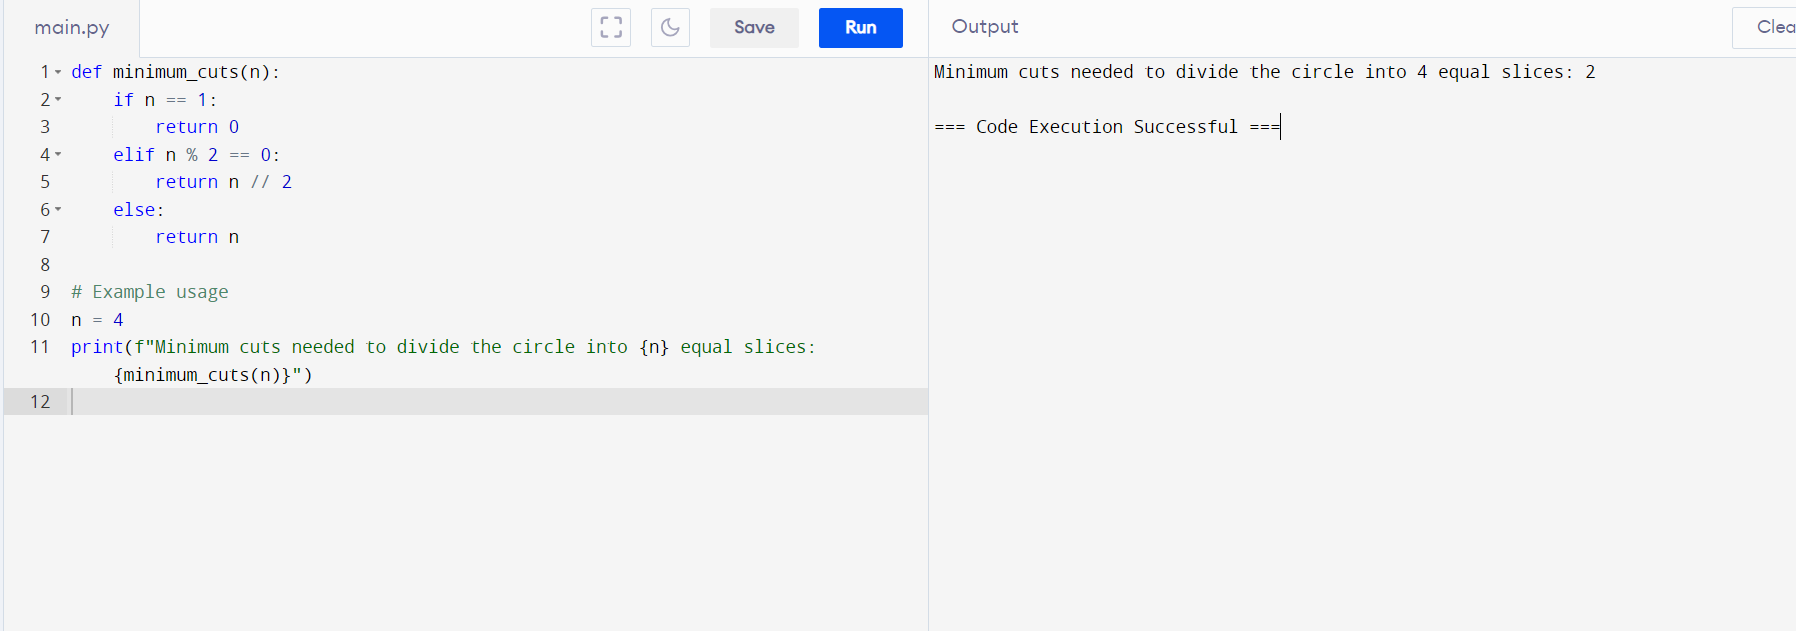 main.py
Save
Run
1 def minimum_cuts(n):
2     if n == 1:
3         return 0
4     elif n % 2 == 0:
5         return n // 2
6     else:
7         return n
8
9 # Example usage
10 n = 4
11 print(f"Minimum cuts needed to divide the circle into {n} equal slices:
{minimum_cuts(n)}")
12
Output
Clea
Minimum cuts needed to divide the circle into 4 equal slices: 2
=== Code Execution Successful ===